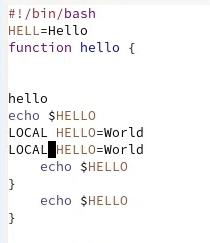 #!/bin/bash
HELL=Hello
function hello {
hello
echo $HELLO
LOCAL HELLO=World
LOCAL HELLO=World
echo $HELLO
}
echo $HELLO
}